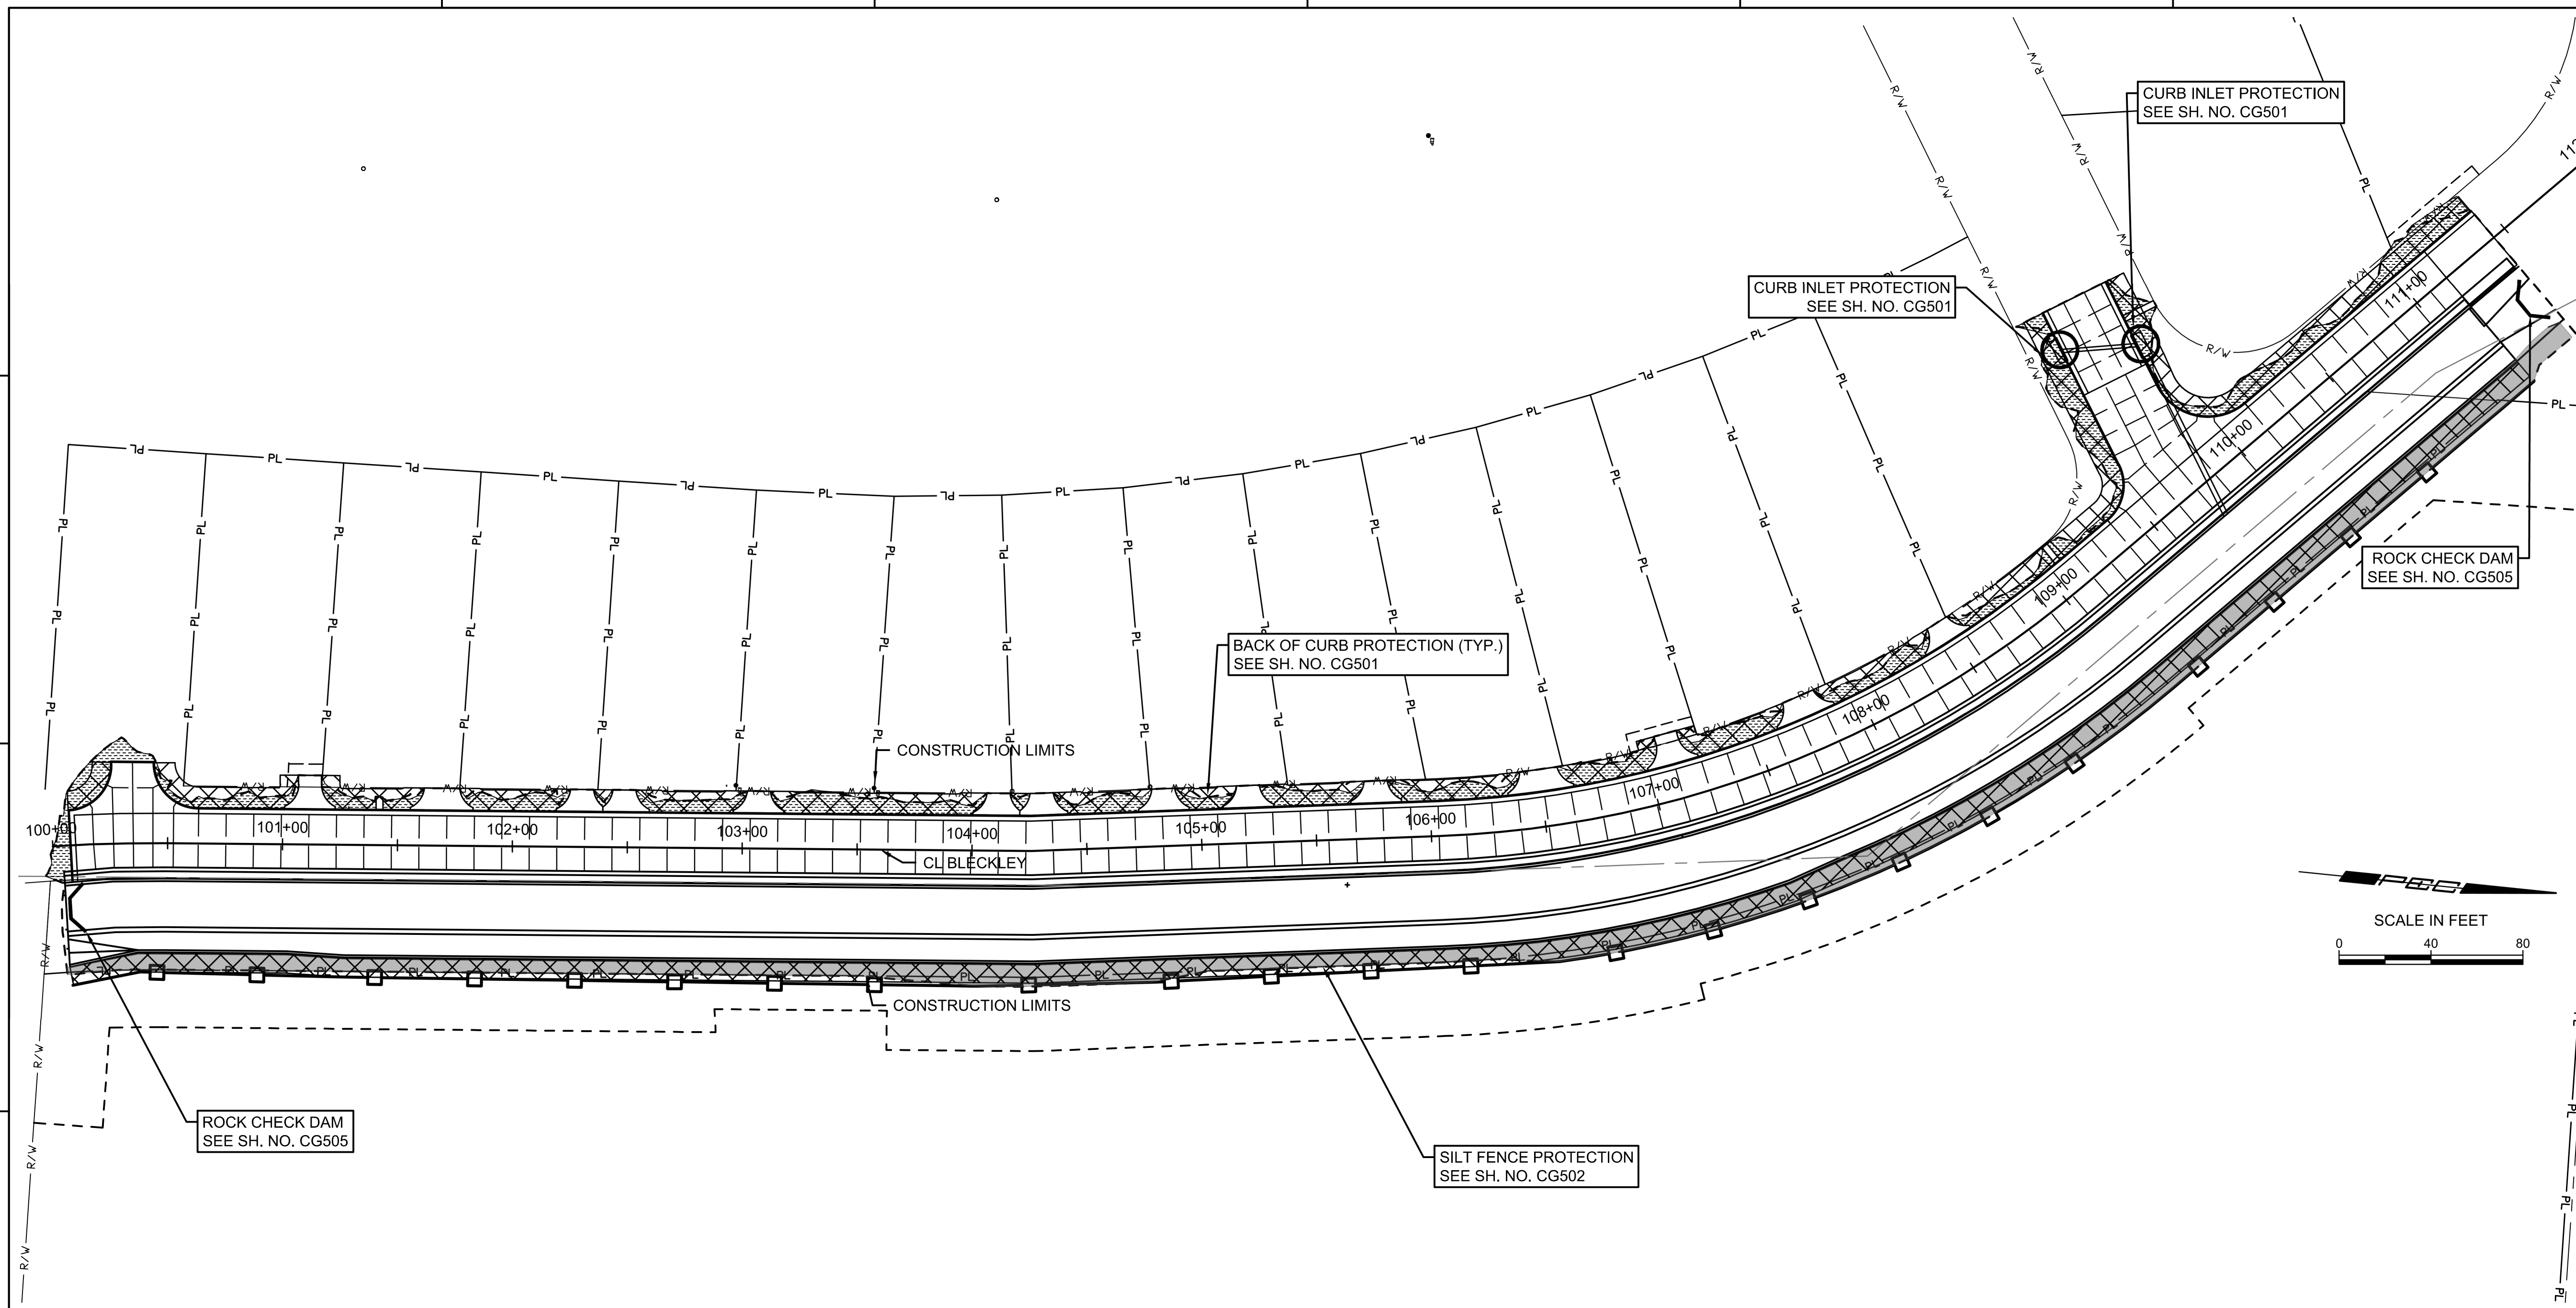 CURB INLET PROTECTION
SEE SH. NO. CG501
CURB INLET PROTECTION
SEE SH. NO. CG501
111+00
110+00
109+00
108+00
107+00
ROCK CHECK DAM
SEE SH. NO. CG505
BACK OF CURB PROTECTION (TYP.)
SEE SH. NO. CG501
CONSTRUCTION LIMITS
100+00
101+00
102+00
103+00
104+00
105+00
106+00
CL BLECKLEY
CONSTRUCTION LIMITS
SCALE IN FEET
0 40 80
ROCK CHECK DAM
SEE SH. NO. CG505
SILT FENCE PROTECTION
SEE SH. NO. CG502
PL
R/W
PEC